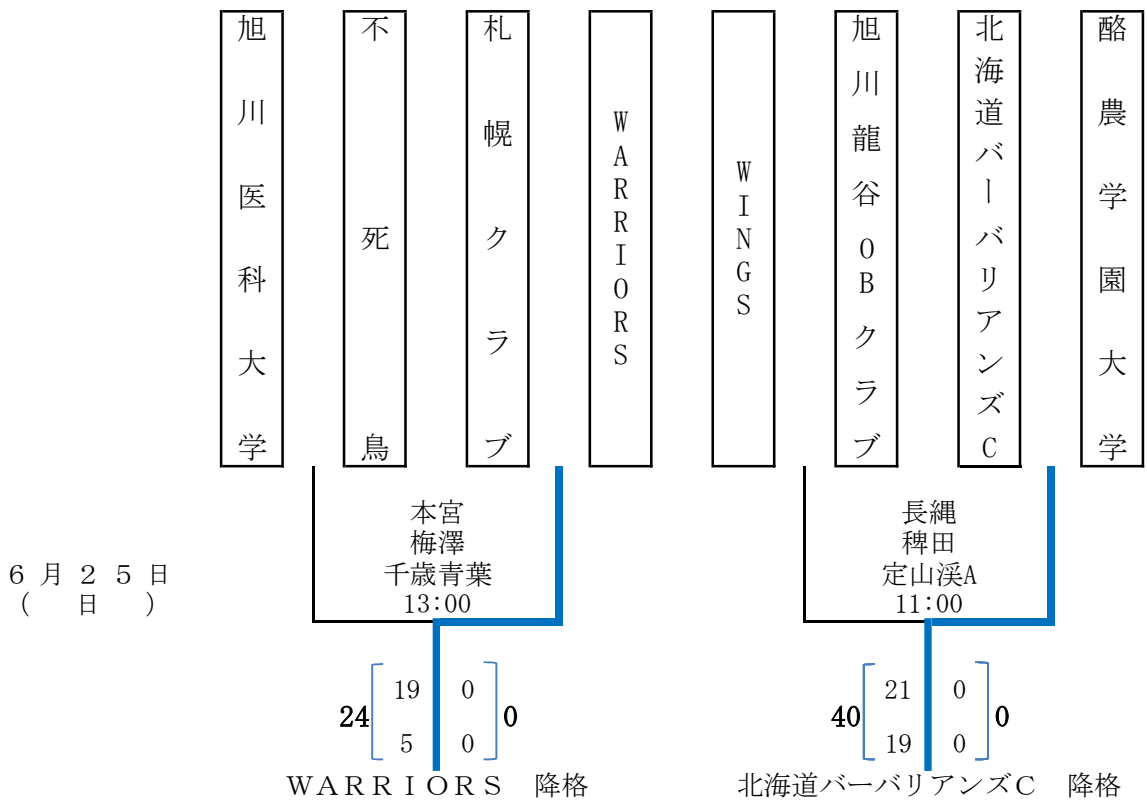 旭川医科大学
不死鳥
札幌クラブ
WARRIORS
WINGS
旭川龍谷OBクラブ
北海道バーバリアンズC
酪農学園大学
本宮
梅澤
千歳青葉
13:00
長縄
稗田
定山渓A
11:00
６月２５日
(　日　)
24 19 0 0
5 0
40 21 0 0
19 0
ＷＡＲＲＩＯＲＳ　降格
北海道バーバリアンズＣ　降格